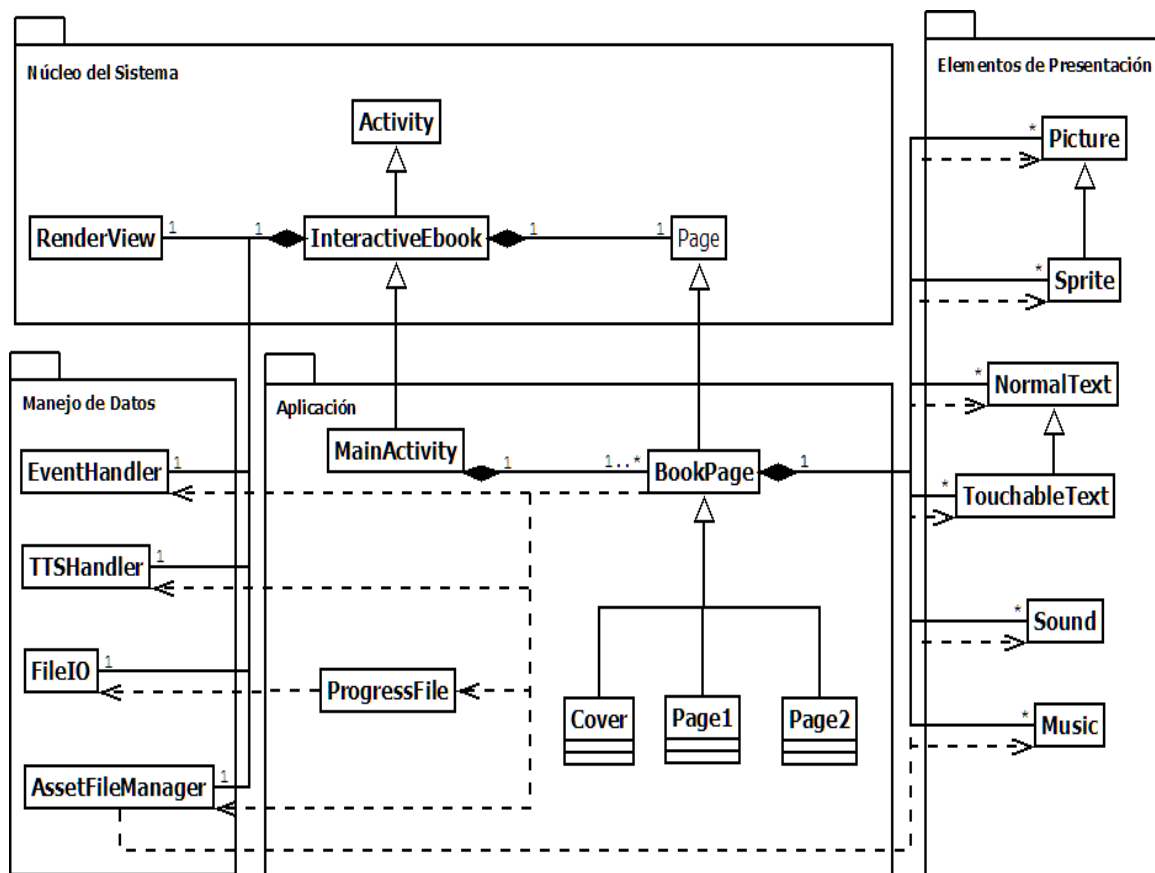 Núcleo del Sistema
Activity
RenderView
1
1
InteractiveEbook
1
1
Page
Elementos de Presentación
*
Picture
*
Sprite
*
NormalText
*
TouchableText
*
Sound
*
Music
Manejo de Datos
EventHandler
1
TTSHandler
1
FileIO
1
AssetFileManager
1
Aplicación
MainActivity
1
1..*
BookPage
1
ProgressFile
Cover
Page1
Page2